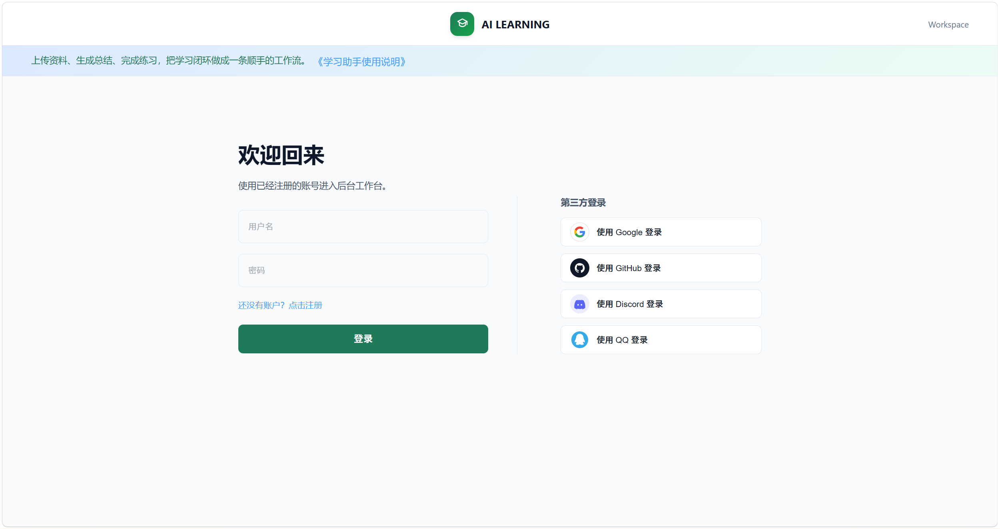 AI LEARNING
Workspace
上传资料、生成总结、完成练习，把学习闭环做成一条顺手的工作流。 《学习助手使用说明》
欢迎回来
使用已经注册的账号进入后台工作台。
用户名
密码
还没有账户？点击注册
登录
第三方登录
使用 Google 登录
使用 GitHub 登录
使用 Discord 登录
使用 QQ 登录